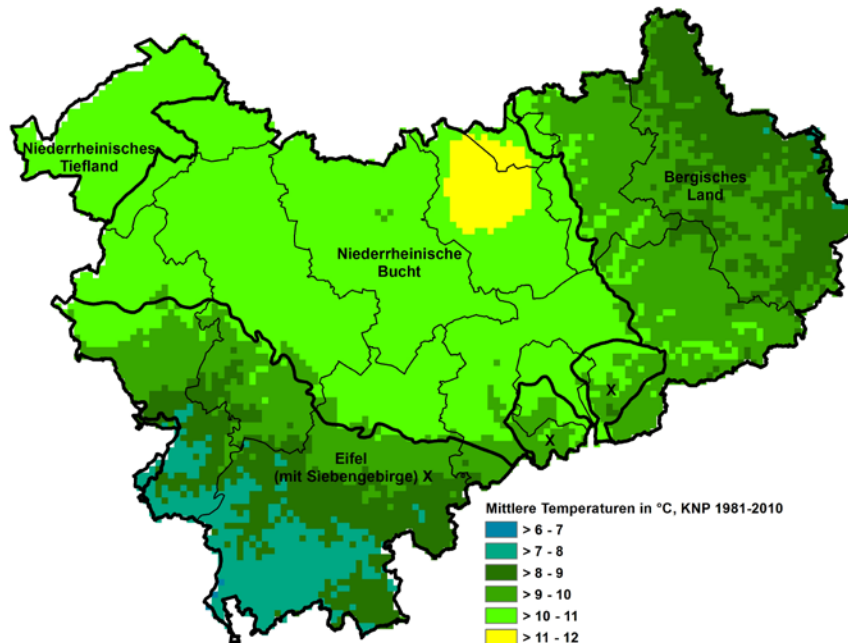 Niederrheinisches
Tiefland
Bergisches
Land
Niederrheinische
Bucht
X
X
Eifel
(mit Siebengebirge) X
Mittlere Temperaturen in °C, KNP 1981-2010
> 6 - 7
> 7 - 8
> 8 - 9
> 9 - 10
> 10 - 11
> 11 - 12